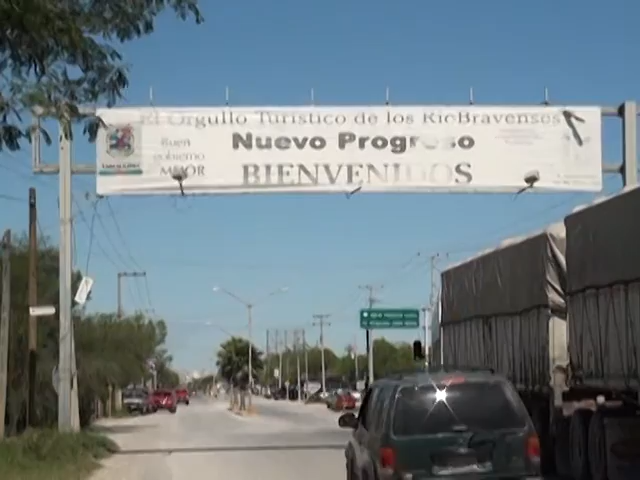 El Orgullo Turistico de los RioBravenses
Buen
gobierno
MEJOR
Nuevo Progreso
BIENVENIDOS